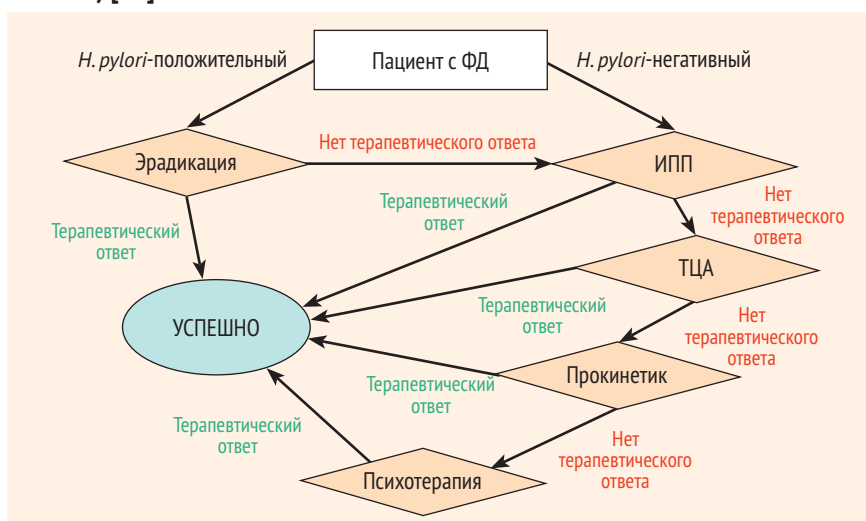 H. pylori-положительный
Пациент с ФД
H. pylori-негативный
Эрадикация
Нет терапевтического ответа
ИПП
Терапевтический
ответ
Терапевтический
ответ
Нет
терапевтического
ответа
ТЦА
УСПЕШНО
Терапевтический
ответ
Нет
терапевтического
ответа
Прокинетик
Терапевтический
ответ
Терапевтический
ответ
Нет
терапевтического
ответа
Психотерапия